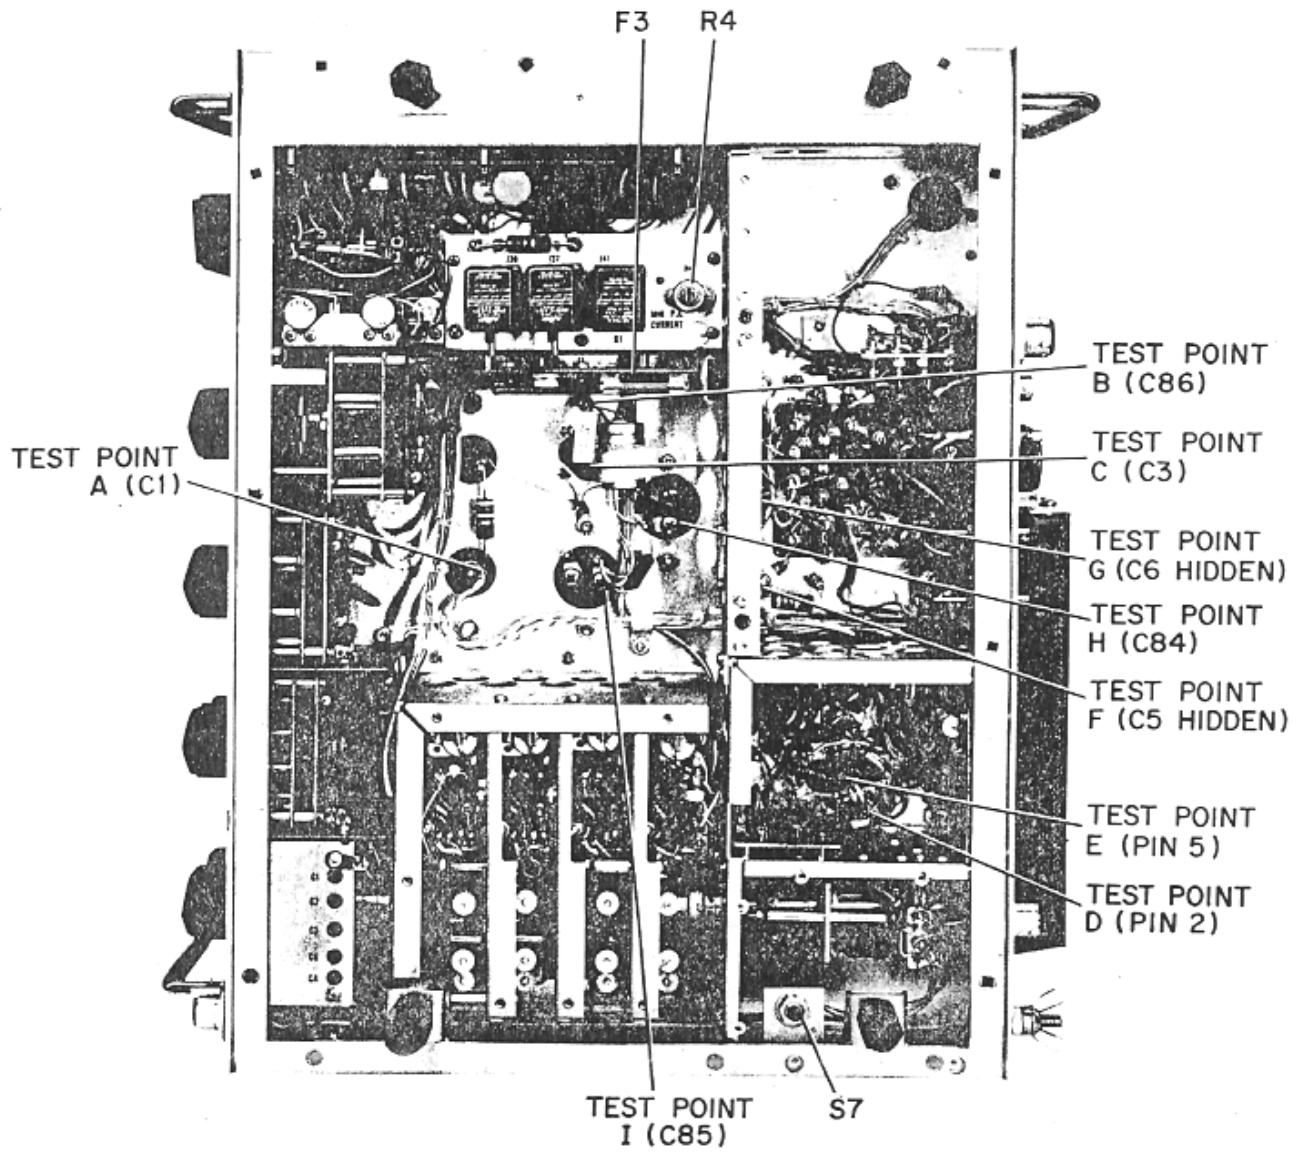 F3 R4
TEST POINT
B (C86)
TEST POINT
C (C3)
TEST POINT
A (C1)
TEST POINT
G (C6 HIDDEN)
TEST POINT
H (C84)
TEST POINT
F (C5 HIDDEN)
TEST POINT
E (PIN 5)
TEST POINT
D (PIN 2)
TEST POINT
I (C85)
S7
CURRENT